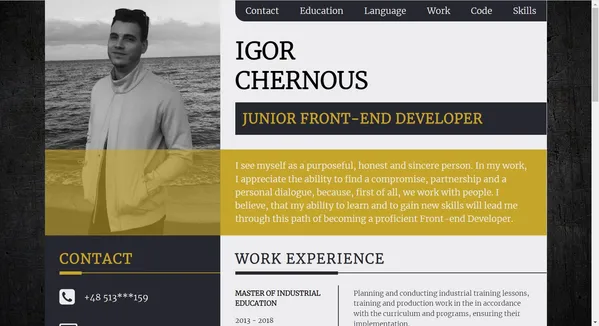 Contact Education Language Work Code Skills
IGOR
CHERNOUS
JUNIOR FRONT-END DEVELOPER
I see myself as a purposeful, honest and sincere person. In my work,
I appreciate the ability to find a compromise, partnership and a
personal dialogue, because, first of all, we work with people. I
believe, that my ability to learn and to gain new skills will lead me
through this path of becoming a proficient Front-end Developer.
CONTACT
+48 513***159
WORK EXPERIENCE
MASTER OF INDUSTRIAL
EDUCATION
2013 - 2018
Planning and conducting industrial training lessons,
training and production work in the in accordance
with the curriculum and programs, ensuring their
implementation.